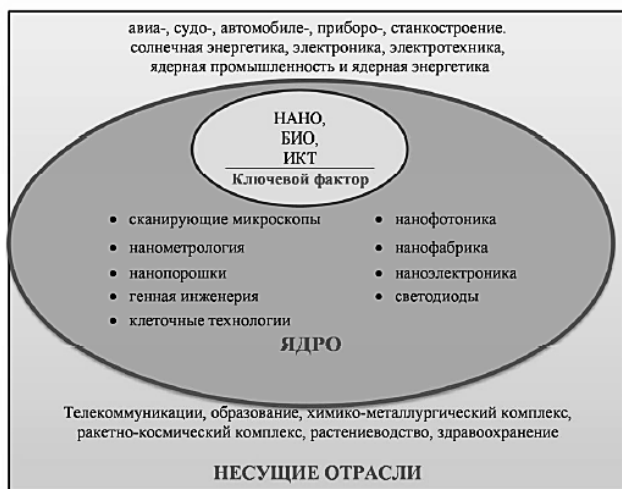 авиа-, судо-, автомобиле-, приборо-, станкостроение.
солнечная энергетика, электроника, электротехника,
ядерная промышленность и ядерная энергетика
НАНО,
БИО,
ИКТ
Ключевой фактор
• сканирующие микроскопы
• нанометрология
• нанопорошки
• генная инженерия
• клеточные технологии
• нанофотоника
• нанофабрика
• наноэлектроника
• светодиоды
ЯДРО
Телекоммуникации, образование, химико-металлургический комплекс,
ракетно-космический комплекс, растениеводство, здравоохранение
НЕСУЩИЕ ОТРАСЛИ